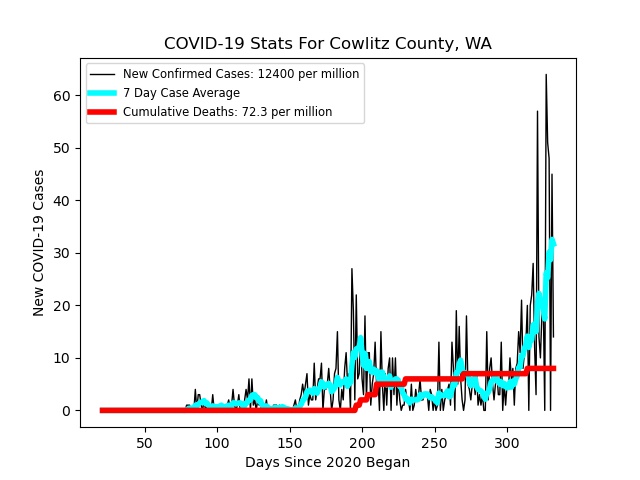 COVID-19 Stats For Cowlitz County, WA
New Confirmed Cases: 12400 per million
7 Day Case Average
Cumulative Deaths: 72.3 per million
60
50
40
30
20
10
0
New COVID-19 Cases
50 100 150 200 250 300
Days Since 2020 Began